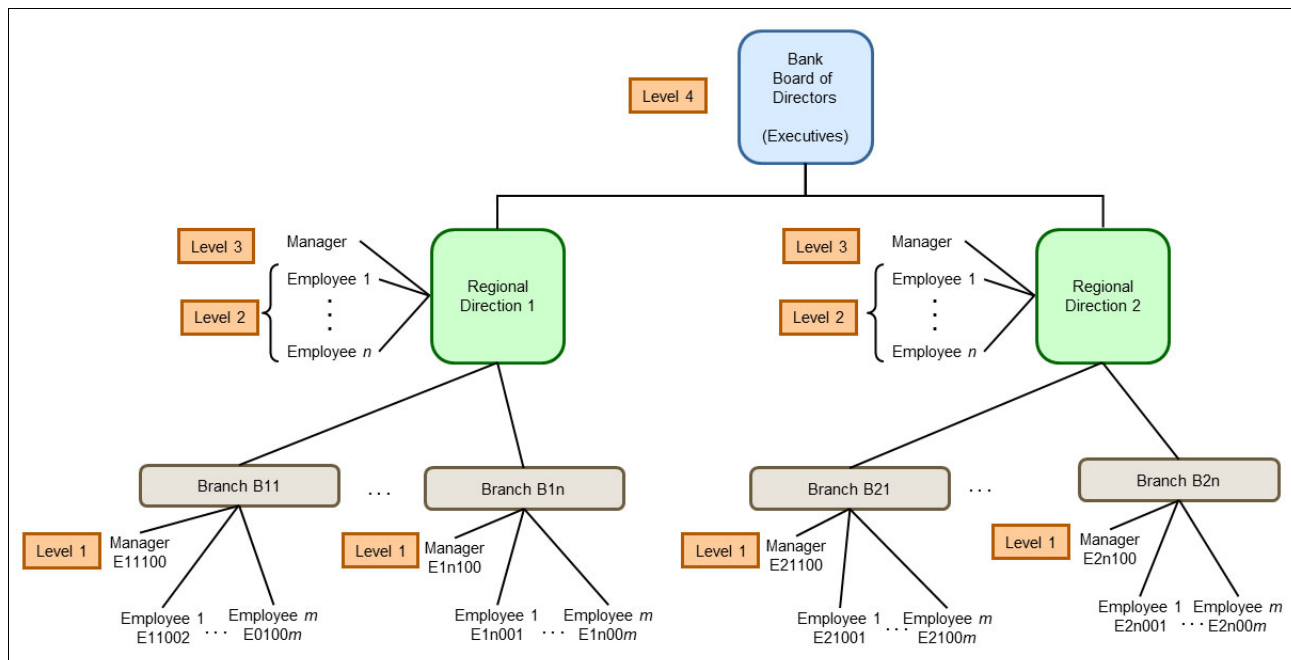 Bank
Board of
Directors
(Executives)
Level 4
Level 3
Manager
Employee 1
Level 2
Employee n
Regional
Direction 1
Level 3
Manager
Employee 1
Level 2
Employee n
Regional
Direction 2
Branch B11
...
Branch B1n
Branch B21
...
Branch B2n
Level 1
Manager
E11100
Level 1
Manager
E1n100
Level 1
Manager
E21100
Level 1
Manager
E2n100
Employee 1
E11002
...
Employee m
E0100m
Employee 1
E1n001
...
Employee m
E1n00m
Employee 1
E21001
...
Employee m
E2100m
Employee 1
E2n001
...
Employee m
E2n00m